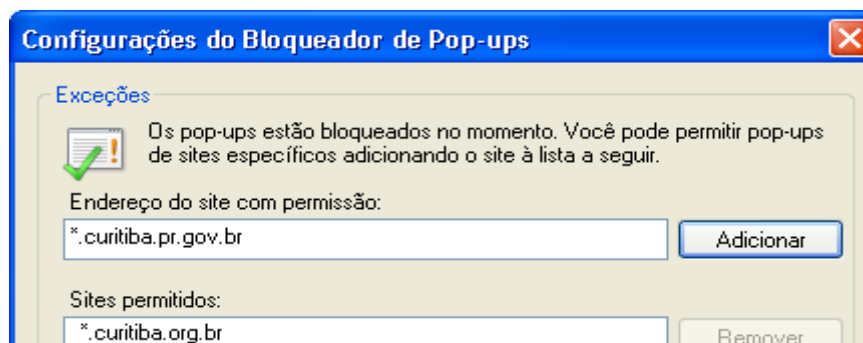 Configurações do Bloqueador de Pop-ups
Exceções
Os pop-ups estão bloqueados no momento. Você pode permitir pop-ups
de sites específicos adicionando o site à lista a seguir.
Endereço do site com permissão:
*.curitiba.pr.gov.br
Adicionar
Sites permitidos:
*.curitiba.org.br
Remover